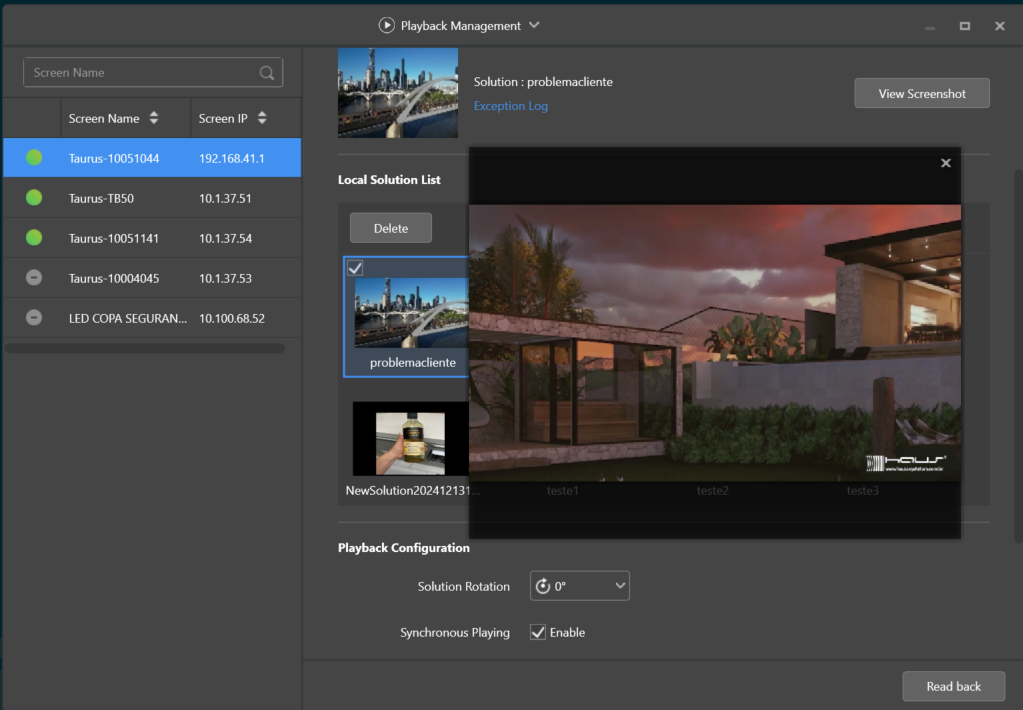 Playback Management
Screen Name
Screen Name
Screen IP
Taurus-10051044
192.168.41.1
Taurus-TB50
10.1.37.51
Taurus-10051141
10.1.37.54
Taurus-10004045
10.1.37.53
LED COPA SEGURAN...
10.100.68.52
Solution : problemacliente
Exception Log
View Screenshot
Local Solution List
Delete
problemacliente
NewSolution202412131...
teste1
teste2
teste3
HAUS
Playback Configuration
Solution Rotation
0°
Synchronous Playing
Enable
Read back